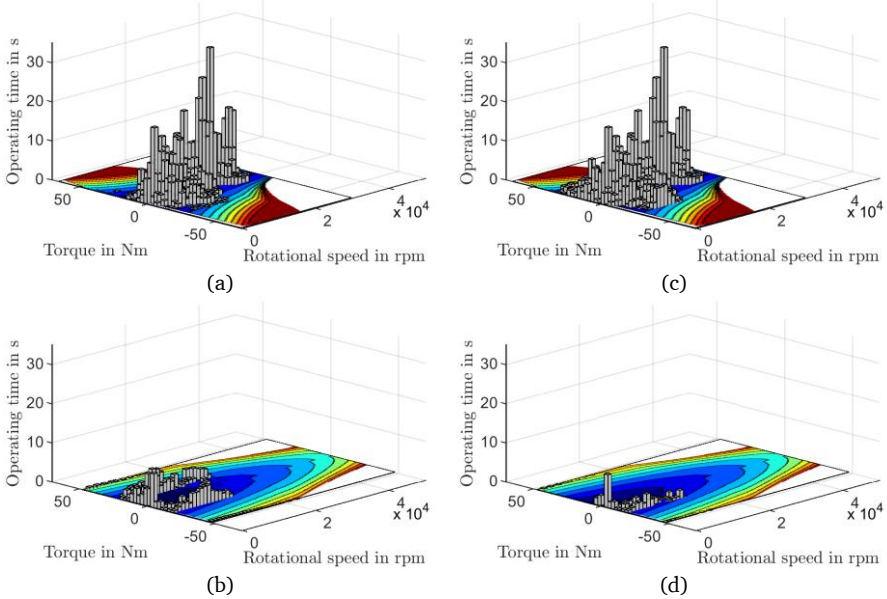 Operating time in s
30
20
10
0
50
0
-50
0
2
4
x 10^4
Torque in Nm
Rotational speed in rpm
(a)
Operating time in s
30
20
10
0
50
0
-50
0
2
4
x 10^4
Torque in Nm
Rotational speed in rpm
(c)
Operating time in s
30
20
10
0
50
0
-50
0
2
4
x 10^4
Torque in Nm
Rotational speed in rpm
(b)
Operating time in s
30
20
10
0
50
0
-50
0
2
4
x 10^4
Torque in Nm
Rotational speed in rpm
(d)